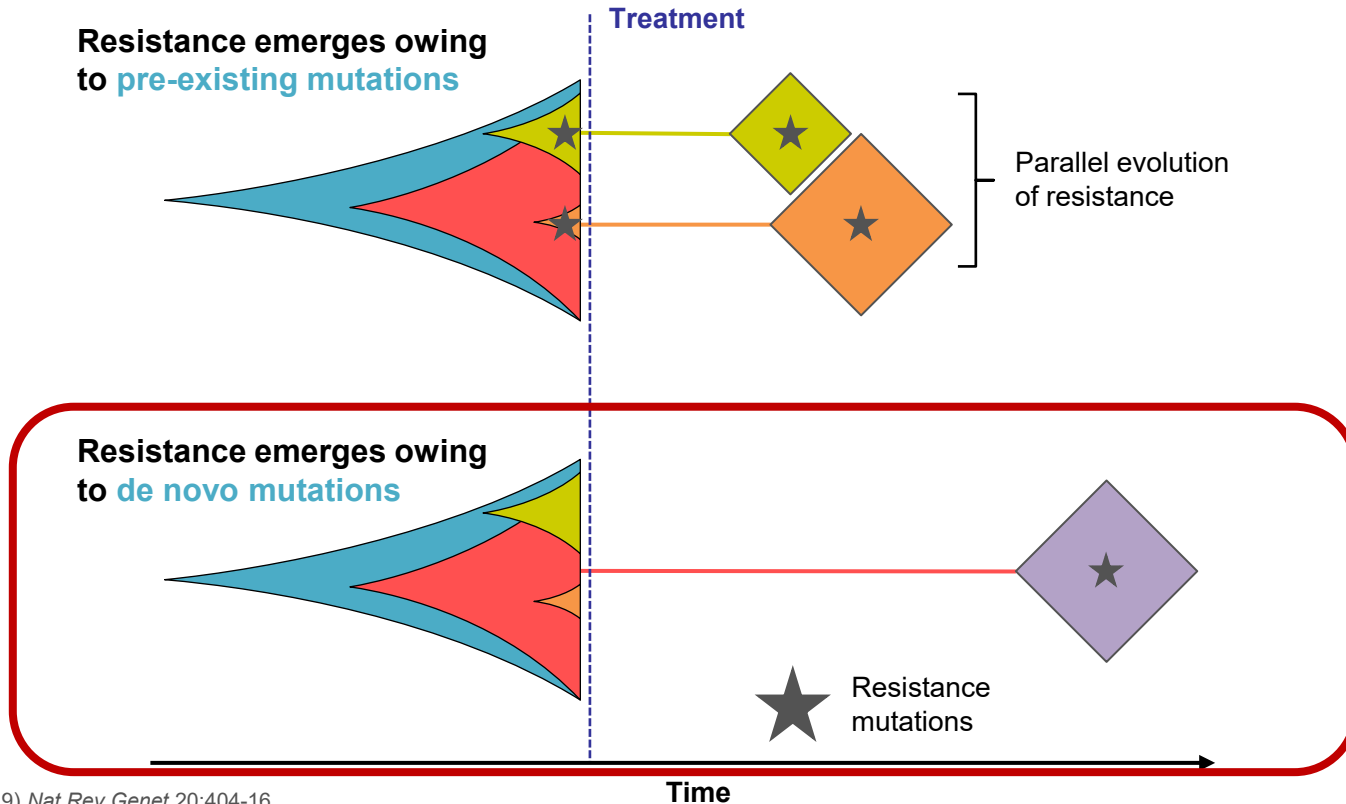 Treatment
Resistance emerges owing
to pre-existing mutations
Parallel evolution
of resistance
Resistance emerges owing
to de novo mutations
Resistance
mutations
Time
9) Nat Rev Genet 20:404-16